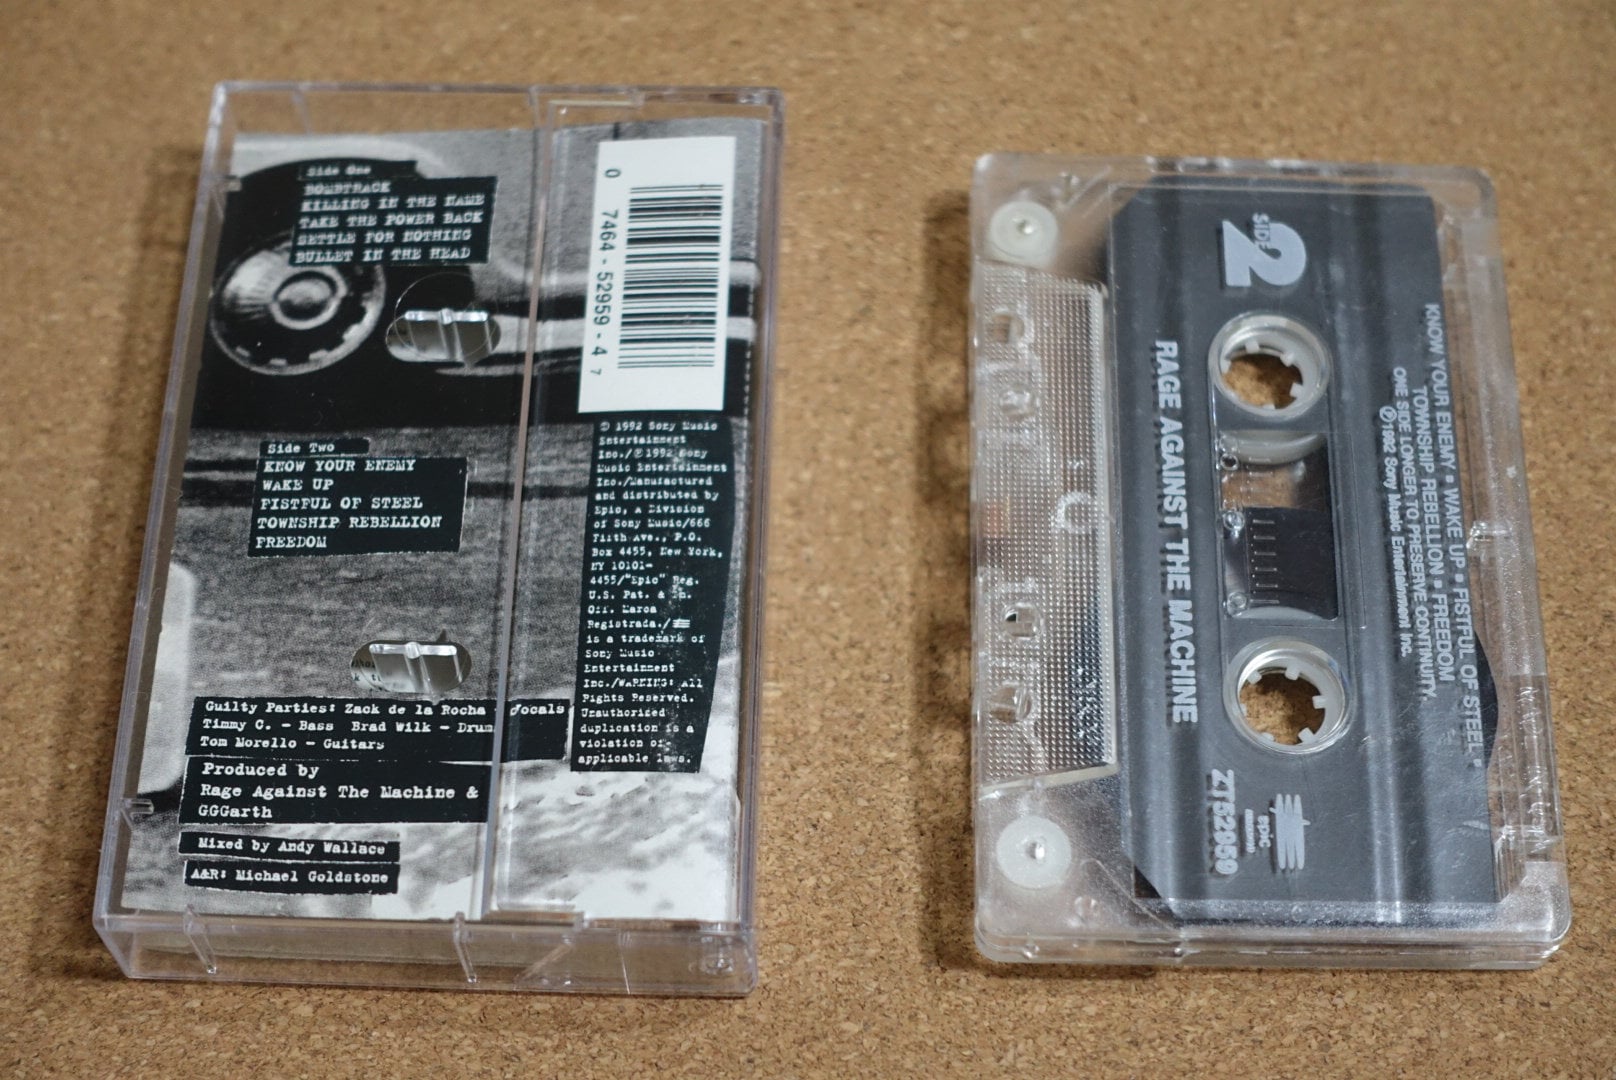 Side One
BOMBTRACK
KILLING IN THE NAME
TAKE THE POWER BACK
SETTLE FOR NOTHING
BULLET IN THE HEAD
Side Two
KNOW YOUR ENEMY
WAKE UP
FISTFUL OF STEEL
TOWNSHIP REBELLION
FREEDOM
Guilty Parties: Zack de la Rocha - Vocals
Timmy C. - Bass Brad Wilk - Drum
Tom Morello - Guitars
Produced by
Rage Against The Machine &
GGGarth
Mixed by Andy Wallace
A&R: Michael Goldstone
0 7464-52959-4 7
© 1992 Sony Music
Entertainment
Inc./℗ 1992 Sony
Music Entertainment
Inc./Manufactured
and distributed by
Epic, a Division
of Sony Music/666
Fifth Ave., P.O.
Box 4455, New York,
NY 10101-
4455/"Epic" Reg.
U.S. Pat. & Tm.
Off. Marca
Registrada./
is a trademark of
Sony Music
Entertainment
Inc./WARNING: All
Rights Reserved.
Unauthorized
duplication is a
violation of
applicable laws.
SIDE
2
KNOW YOUR ENEMY • WAKE UP • FISTFUL OF STEEL •
TOWNSHIP REBELLION • FREEDOM
ONE SIDE LONGER TO PRESERVE CONTINUITY.
℗1992 Sony Music Entertainment Inc.
RAGE AGAINST THE MACHINE
epic
ZT52959